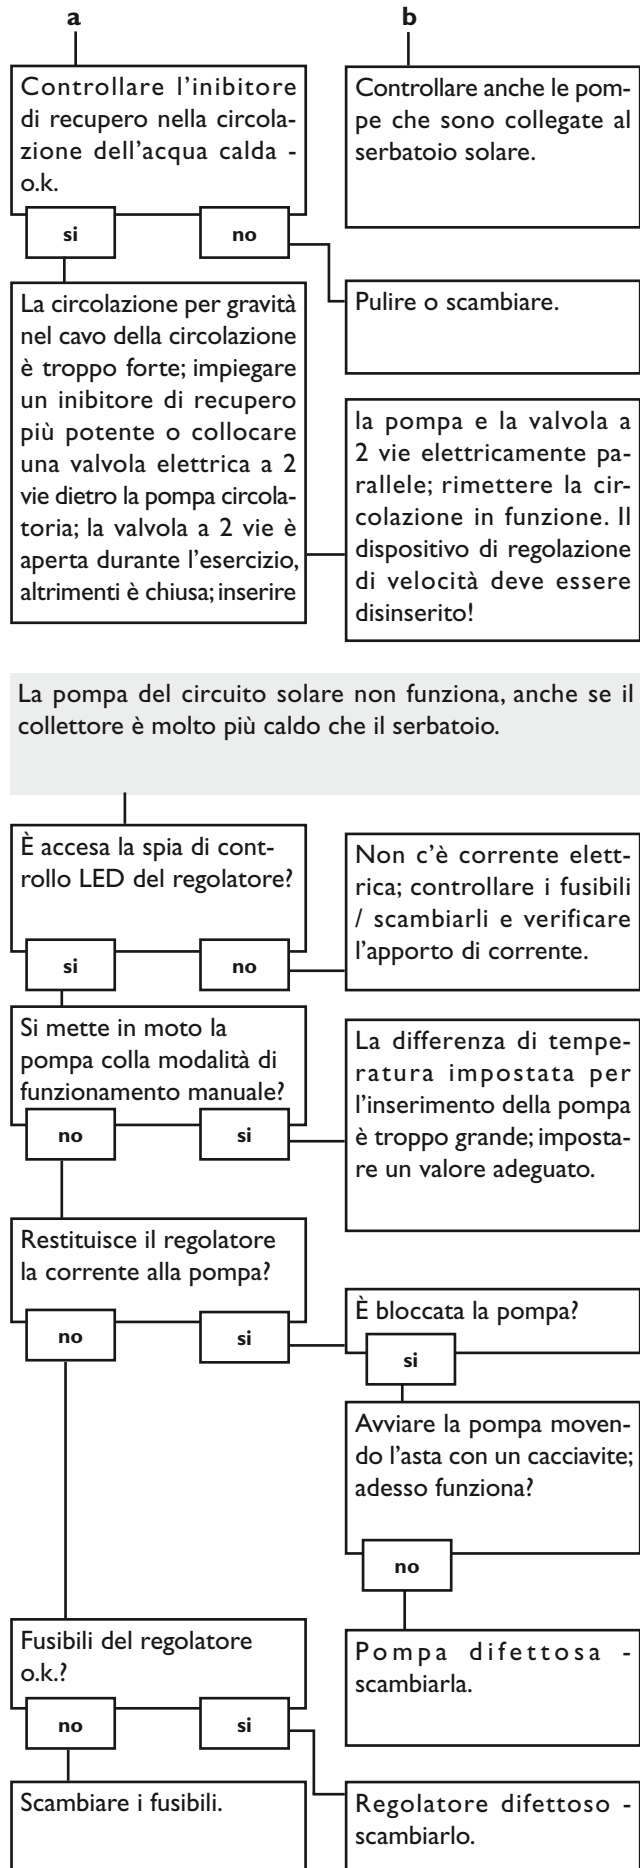 a
b
Controllare l'inibitore
di recupero nella circola-
zione dell'acqua calda -
o.k.
Controllare anche le pom-
pe che sono collegate al
serbatoio solare.
si
no
Pulire o scambiare.
La circolazione per gravità
nel cavo della circolazione
è troppo forte; impiegare
un inibitore di recupero
più potente o collocare
una valvola elettrica a 2
vie dietro la pompa circola-
toria; la valvola a 2 vie è
aperta durante l'esercizio,
altrimenti è chiusa; inserire
la pompa e la valvola a
2 vie elettricamente pa-
rallele; rimettere la cir-
colazione in funzione. Il
dispositivo di regolazione
di velocità deve essere
disinserito!
La pompa del circuito solare non funziona, anche se il
collettore è molto più caldo che il serbatoio.
È accesa la spia di cont-
rollo LED del regolatore?
si
no
Non c'è corrente elett-
rica; controllare i fusibili
/ scambiarli e verificare
l'apporto di corrente.
Si mette in moto la
pompa colla modalità di
funzionamento manuale?
no
si
La differenza di tempe-
ratura impostata per
l'inserimento della pompa
è troppo grande; imposta-
re un valore adeguato.
Restituisce il regolatore
la corrente alla pompa?
no
si
È bloccata la pompa?
si
Avviare la pompa moven-
do l'asta con un cacciavite;
adesso funziona?
no
Pompa difettosa -
scambiarla.
Fusibili del regolatore
o.k.?
no
si
Scambiare i fusibili.
Regolatore difettoso -
scambiarlo.